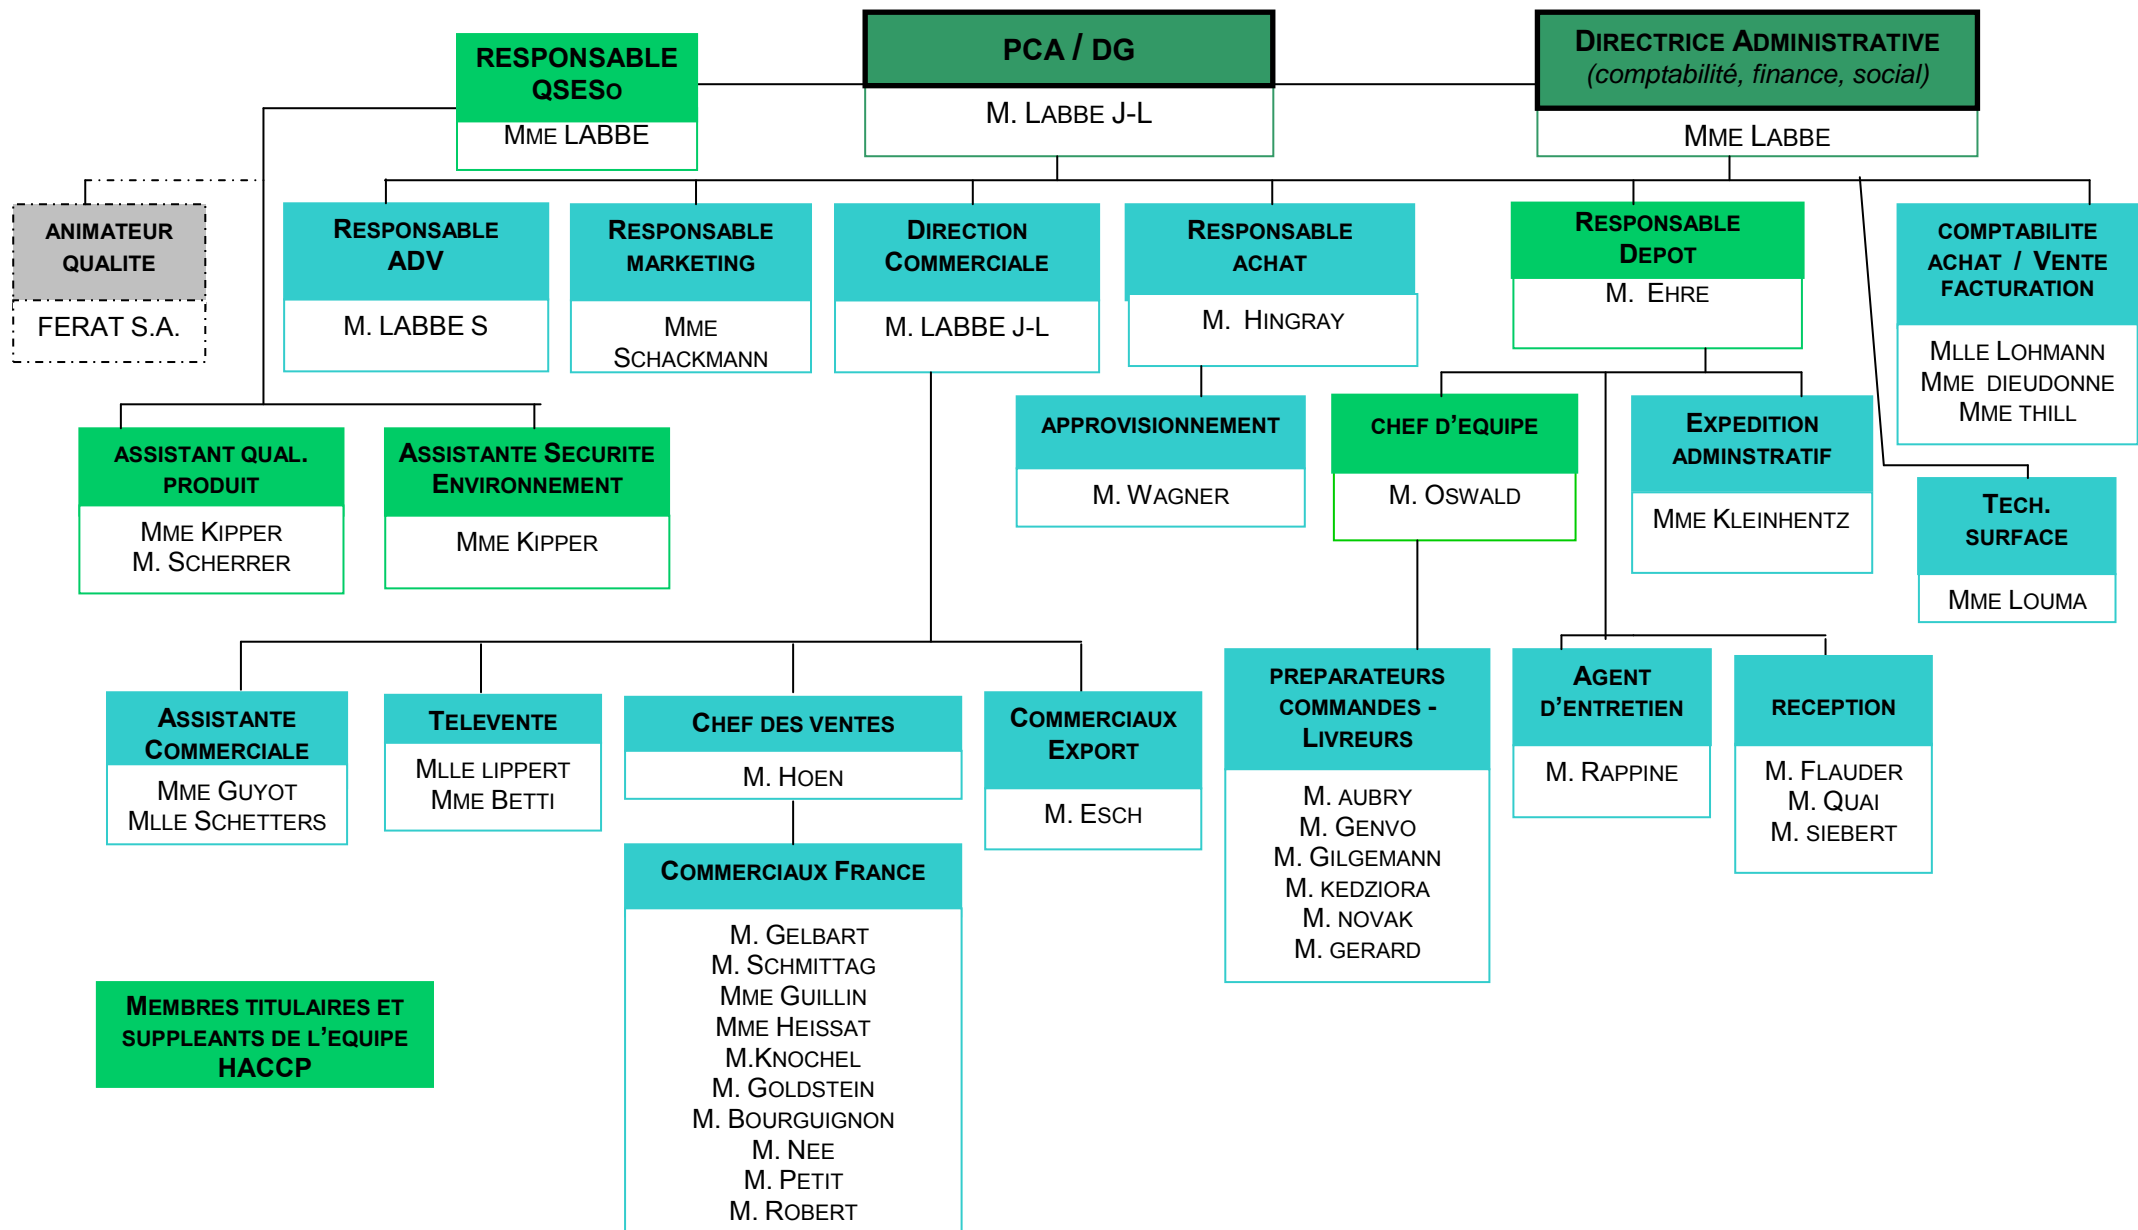 RESPONSABLE
QSESO
MME LABBE
PCA / DG
M. LABBE J-L
DIRECTRICE ADMINISTRATIVE
(comptabilité, finance, social)
MME LABBE
ANIMATEUR
QUALITE
FERAT S.A.
RESPONSABLE
ADV
M. LABBE S
RESPONSABLE
MARKETING
MME
SCHACKMANN
DIRECTION
COMMERCIALE
M. LABBE J-L
RESPONSABLE
ACHAT
M. HINGRAY
RESPONSABLE
DEPOT
M. EHRE
COMPTABILITE
ACHAT / VENTE
FACTURATION
MLLE LOHMANN
MME DIEUDONNE
MME THILL
ASSISTANT QUAL.
PRODUIT
MME KIPPER
M. SCHERRER
ASSISTANTE SECURITE
ENVIRONNEMENT
MME KIPPER
APPROVISIONNEMENT
M. WAGNER
CHEF D'EQUIPE
M. OSWALD
EXPEDITION
ADMINSTRATIF
MME KLEINHENTZ
TECH.
SURFACE
MME LOUMA
ASSISTANTE
COMMERCIALE
MME GUYOT
MLLE SCHETTERS
TELEVENTE
MLLE LIPPERT
MME BETTI
CHEF DES VENTES
M. HOEN
COMMERCIAUX
EXPORT
M. ESCH
PREPARATEURS
COMMANDES -
LIVREURS
M. AUBRY
M. GENVO
M. GILGEMANN
M. KEDZIORA
M. NOVAK
M. GERARD
AGENT
D'ENTRETIEN
M. RAPPINE
RECEPTION
M. FLAUDER
M. QUAI
M. SIEBERT
COMMERCIAUX FRANCE
M. GELBART
M. SCHMITTAG
MME GUILLIN
MME HEISSAT
M.KNOCHEL
M. GOLDSTEIN
M. BOURGUIGNON
M. NEE
M. PETIT
M. ROBERT
MEMBRES TITULAIRES ET
SUPPLEANTS DE L'EQUIPE
HACCP